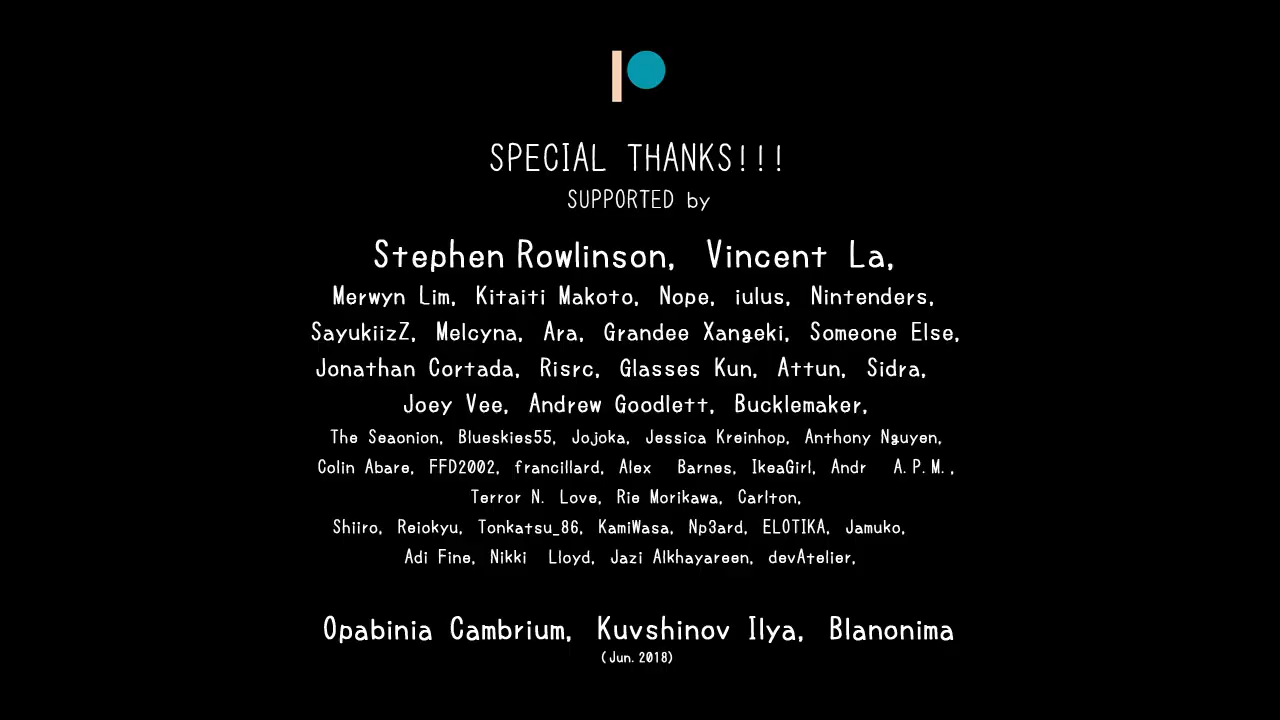 SPECIAL THANKS!!!
SUPPORTED by
Stephen Rowlinson, Vincent La,
Merwyn Lim, Kitaiti Makoto, Nope, iulus, Nintenders,
SayukiizZ, Melcyna, Ara, Grandee Xangeki, Someone Else,
Jonathan Cortada, Risrc, Glasses Kun, Attun, Sidra,
Joey Vee, Andrew Goodlett, Bucklemaker,
The Seaonion, Blueskies55, Jojoka, Jessica Kreinhop, Anthony Nguyen,
Colin Abare, FFD2002, francillard, Alex Barnes, IkeaGirl, Andr A.P.M.,
Terror N. Love, Rie Morikawa, Carlton,
Shiiro, Reiokyu, Tonkatsu_86, KamiWasa, Np3ard, ELOTIKA, Jamuko,
Adi Fine, Nikki Lloyd, Jazi Alkhayareen, devAtelier,
Opabinia Cambrium, Kuvshinov Ilya, Blanonima
(Jun. 2018)